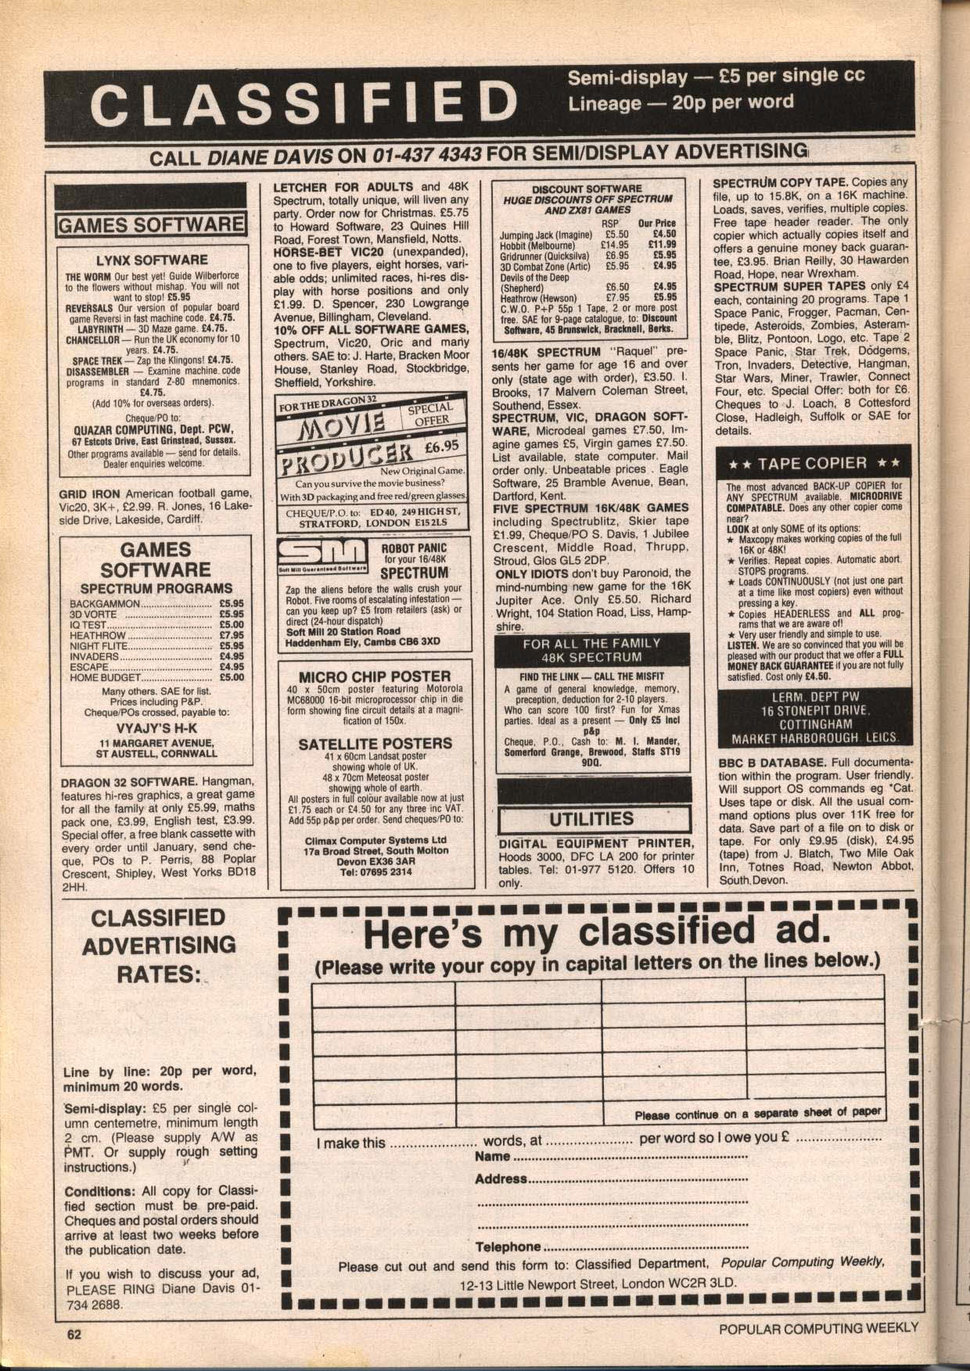 CLASSIFIED
Semi-display — £5 per single cc
Lineage — 20p per word
CALL DIANE DAVIS ON 01-437 4343 FOR SEMI/DISPLAY ADVERTISING
GAMES SOFTWARE
LYNX SOFTWARE
THE WORM Our best yet! Guide Wilberforce
to the flowers without mishap. You will not
want to stop! £5.95
REVERSALS Our version of popular board
game Reversi in fast machine code. £4.75.
LABYRINTH — 3D Maze game. £4.75.
CHANCELLOR — Run the UK economy for 10
years. £4.75.
SPACE TREK — Zap the Klingons! £4.75.
DISASSEMBLER — Examine machine code
programs in standard Z-80 mnemonics.
£4.75.
(Add 10% for overseas orders).
Cheque/PO to:
QUAZAR COMPUTING, Dept. PCW,
67 Estcots Drive, East Grinstead, Sussex.
Other programs available — send for details.
Dealer enquiries welcome.
GRID IRON American football game,
Vic20, 3K+, £2.99. R. Jones, 16 Lake-
side Drive, Lakeside, Cardiff.
GAMES
SOFTWARE
SPECTRUM PROGRAMS
BACKGAMMON............................ £5.95
3D VORTE ............................ £5.95
IQ TEST............................ £5.00
HEATHROW............................ £7.95
NIGHT FLITE............................ £5.95
INVADERS............................ £4.95
ESCAPE............................ £4.95
HOME BUDGET............................ £5.00
Many others. SAE for list.
Prices including P&P.
Cheque/POs crossed, payable to:
VYAJY'S H-K
11 MARGARET AVENUE,
ST AUSTELL, CORNWALL
DRAGON 32 SOFTWARE. Hangman,
features hi-res graphics, a great game
for all the family at only £5.99, maths
pack one, £3.99, English test, £3.99.
Special offer, a free blank cassette with
every order until January, send che-
que, POs to P. Perris, 88 Poplar
Crescent, Shipley, West Yorks BD18
2HH.
LETCHER FOR ADULTS and 48K
Spectrum, totally unique, will liven any
party. Order now for Christmas. £5.75
to Howard Software, 23 Quines Hill
Road, Forest Town, Mansfield, Notts.
HORSE-BET VIC20 (unexpanded),
one to five players, eight horses, vari-
able odds; unlimited races, hi-res dis-
play with horse positions and only
£1.99. D. Spencer, 230 Lowgrange
Avenue, Billingham, Cleveland.
10% OFF ALL SOFTWARE GAMES,
Spectrum, Vic20, Oric and many
others. SAE to: J. Harte, Bracken Moor
House, Stanley Road, Stockbridge,
Sheffield, Yorkshire.
FOR THE DRAGON 32
SPECIAL
OFFER
MOVIE
PRODUCER £6.95
New Original Game.
Can you survive the movie business?
With 3D packaging and free red/green glasses.
CHEQUE/P.O. to: ED 40, 249 HIGH ST,
STRATFORD, LONDON E15 2LS
SM
Soft Mill Guaranteed Software
ROBOT PANIC
for your 16/48K
SPECTRUM
Zap the aliens before the walls crush your
Robot. Five rooms of escalating infestation —
can you keep up? £5 from retailers (ask) or
direct (24-hour dispatch)
Soft Mill 20 Station Road
Haddenham Ely, Cambs CB6 3XD
MICRO CHIP POSTER
40 x 50cm poster featuring Motorola
MC68000 16-bit microprocessor chip in die
form showing fine circuit details at a magni-
fication of 150x.
SATELLITE POSTERS
41 x 60cm Landsat poster
showing whole of UK.
48 x 70cm Meteosat poster
showing whole of earth.
All posters in full colour available now at just
£1.75 each or £4.50 for any three inc VAT.
Add 55p p&p per order. Send cheques/PO to:
Climax Computer Systems Ltd
17a Broad Street, South Molton
Devon EX36 3AR
Tel: 07695 2314
DISCOUNT SOFTWARE
HUGE DISCOUNTS OFF SPECTRUM
AND ZX81 GAMES
RSP Our Price
Jumping Jack (Imagine) £5.50 £4.50
Hobbit (Melbourne) £14.95 £11.99
Gridrunner (Quicksilva) £6.95 £5.95
3D Combat Zone (Artic) £5.95 £4.95
Devils of the Deep
(Shepherd) £6.50 £4.95
Heathrow (Hewson) £7.95 £5.95
C.W.O. P+P 55p 1 Tape, 2 or more post
free. SAE for 9-page catalogue, to: Discount
Software, 45 Brunswick, Bracknell, Berks.
16/48K SPECTRUM "Raquel" pre-
sents her game for age 16 and over
only (state age with order), £3.50. I.
Brooks, 17 Malvern Coleman Street,
Southend, Essex.
SPECTRUM, VIC, DRAGON SOFT-
WARE, Microdeal games £7.50, Im-
agine games £5, Virgin games £7.50.
List available, state computer. Mail
order only. Unbeatable prices . Eagle
Software, 25 Bramble Avenue, Bean,
Dartford, Kent.
FIVE SPECTRUM 16K/48K GAMES
including Spectrublitz, Skier tape
£1.99, Cheque/PO S. Davis, 1 Jubilee
Crescent, Middle Road, Thrupp,
Stroud, Glos GL5 2DP.
ONLY IDIOTS don't buy Paronoid, the
mind-numbing new game for the 16K
Jupiter Ace. Only £5.50. Richard
Wright, 104 Station Road, Liss, Hamp-
shire.
FOR ALL THE FAMILY
48K SPECTRUM
FIND THE LINK — CALL THE MISFIT
A game of general knowledge, memory,
preception, deduction for 2-10 players.
Who can score 100 first? Fun for Xmas
parties. Ideal as a present — Only £5 incl
p&p
Cheque, P.O., Cash to: M. I. Mander,
Somerford Grange, Brewood, Staffs ST19
9DQ.
UTILITIES
DIGITAL EQUIPMENT PRINTER,
Hoods 3000, DFC LA 200 for printer
tables. Tel: 01-977 5120. Offers 10
only.
SPECTRUM COPY TAPE. Copies any
file, up to 15.8K, on a 16K machine.
Loads, saves, verifies, multiple copies.
Free tape header reader. The only
copier which actually copies itself and
offers a genuine money back guaran-
tee, £3.95. Brian Reilly, 30 Hawarden
Road, Hope, near Wrexham.
SPECTRUM SUPER TAPES only £4
each, containing 20 programs. Tape 1
Space Panic, Frogger, Pacman, Cen-
tipede, Asteroids, Zombies, Asteram-
ble, Blitz, Pontoon, Logo, etc. Tape 2
Space Panic, Star Trek, Dodgems,
Tron, Invaders, Detective, Hangman,
Star Wars, Miner, Trawler, Connect
Four, etc. Special Offer: both for £6.
Cheques to J. Loach, 8 Cottesford
Close, Hadleigh, Suffolk or SAE for
details.
★★ TAPE COPIER ★★
The most advanced BACK-UP COPIER for
ANY SPECTRUM available. MICRODRIVE
COMPATABLE. Does any other copier come
near?
LOOK at only SOME of its options:
★ Maxcopy makes working copies of the full
16K or 48K!
★ Verifies. Repeat copies. Automatic abort.
STOPS programs.
★ Loads CONTINUOUSLY (not just one part
at a time like most copiers) even without
pressing a key.
★ Copies HEADERLESS and ALL prog-
rams that we are aware of!
★ Very user friendly and simple to use.
LISTEN. We are so convinced that you will be
pleased with our product that we offer a FULL
MONEY BACK GUARANTEE if you are not fully
satisfied. Cost only £4.50.
LERM. DEPT PW
16 STONEPIT DRIVE,
COTTINGHAM
MARKET HARBOROUGH. LEICS.
BBC B DATABASE. Full documenta-
tion within the program. User friendly.
Will support OS commands eg *Cat.
Uses tape or disk. All the usual com-
mand options plus over 11K free for
data. Save part of a file on to disk or
tape. For only £9.95 (disk), £4.95
(tape) from J. Blatch, Two Mile Oak
Inn, Totnes Road, Newton Abbot,
South Devon.
CLASSIFIED
ADVERTISING
RATES:
Line by line: 20p per word,
minimum 20 words.
Semi-display: £5 per single col-
umn centemetre, minimum length
2 cm. (Please supply A/W as
PMT. Or supply rough setting
instructions.)
Conditions: All copy for Classi-
fied section must be pre-paid.
Cheques and postal orders should
arrive at least two weeks before
the publication date.
If you wish to discuss your ad,
PLEASE RING Diane Davis 01-
734 2688.
Here's my classified ad.
(Please write your copy in capital letters on the lines below.)
Please continue on a separate sheet of paper
I make this ....................... words, at ....................... per word so I owe you £ .......................
Name ..............................................................
Address..............................................................
Telephone ..............................................................
Please cut out and send this form to: Classified Department, Popular Computing Weekly,
12-13 Little Newport Street, London WC2R 3LD.
62
POPULAR COMPUTING WEEKLY